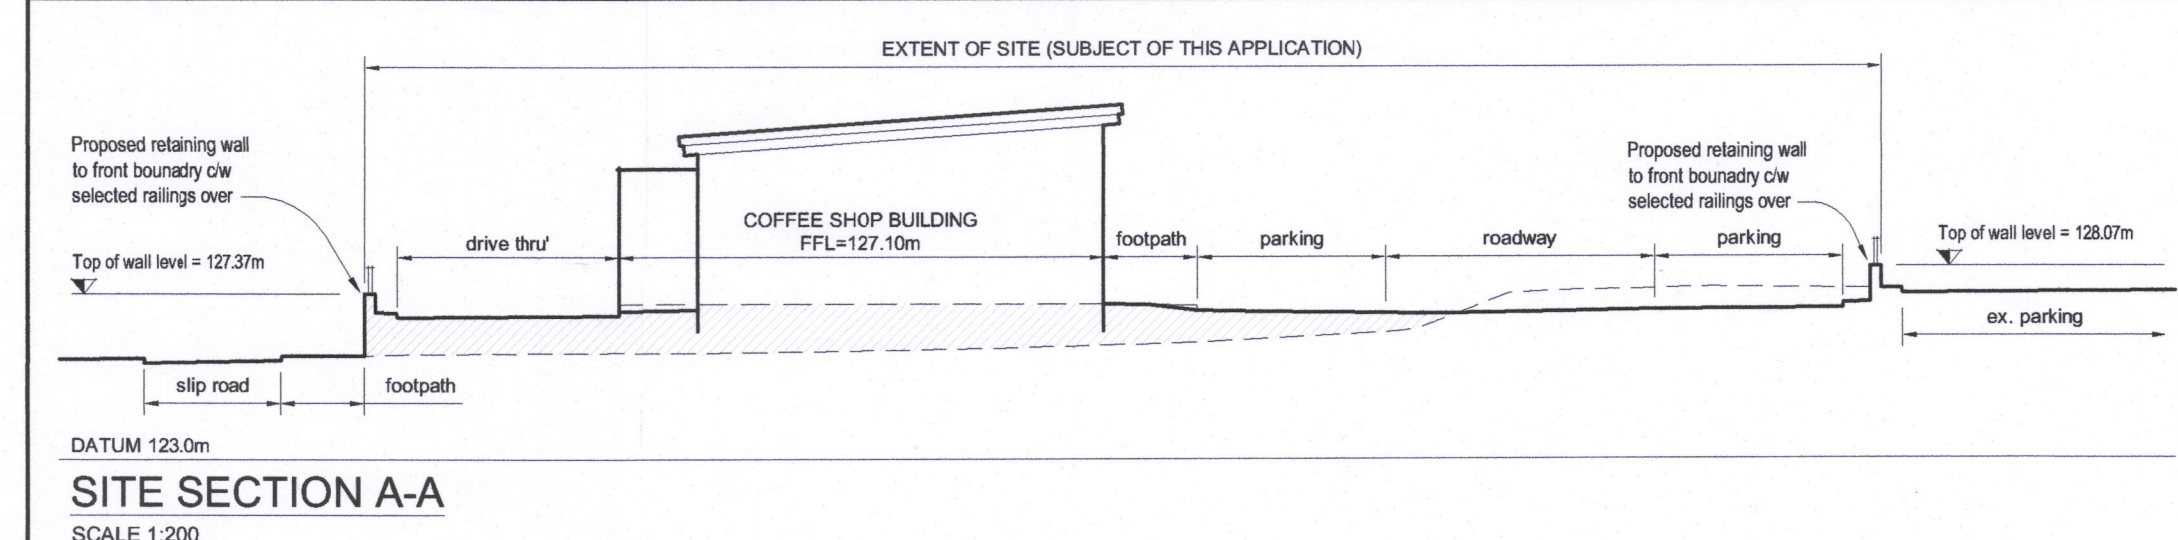 EXTENT OF SITE (SUBJECT OF THIS APPLICATION)
Proposed retaining wall
to front bounadry c/w
selected railings over
Top of wall level = 127.37m
drive thru'
COFFEE SHOP BUILDING
FFL=127.10m
footpath
parking
roadway
parking
Proposed retaining wall
to front bounadry c/w
selected railings over
Top of wall level = 128.07m
ex. parking
slip road
footpath
DATUM 123.0m
SITE SECTION A-A
SCALE 1:200